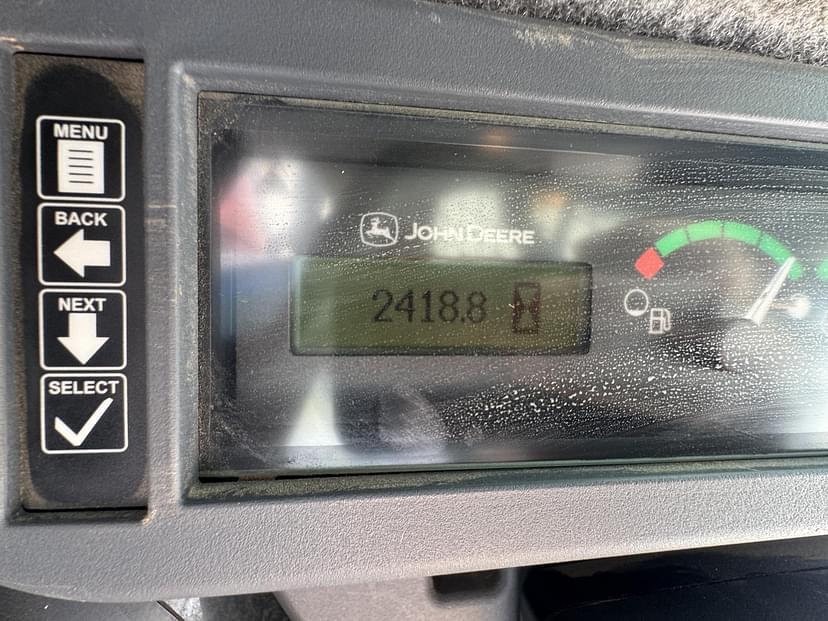 MENU
BACK
NEXT
SELECT
JOHN DEERE
2418.8